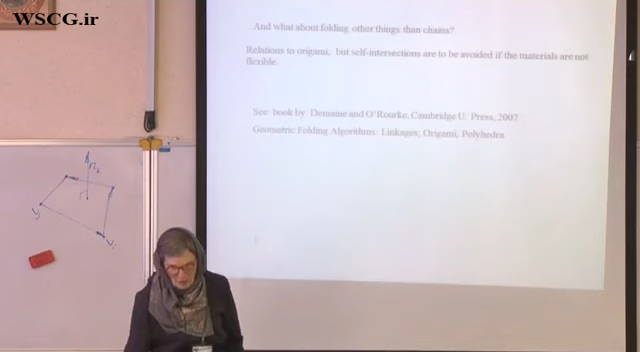 WSCG.ir
And what about folding other things than chains?
Relations to origami, but self-intersections are to be avoided if the materials are not
flexible.
See: book by Demaine and O'Rourke, Cambridge U. Press, 2007
Geometric Folding Algorithms: Linkages, Origami, Polyhedra